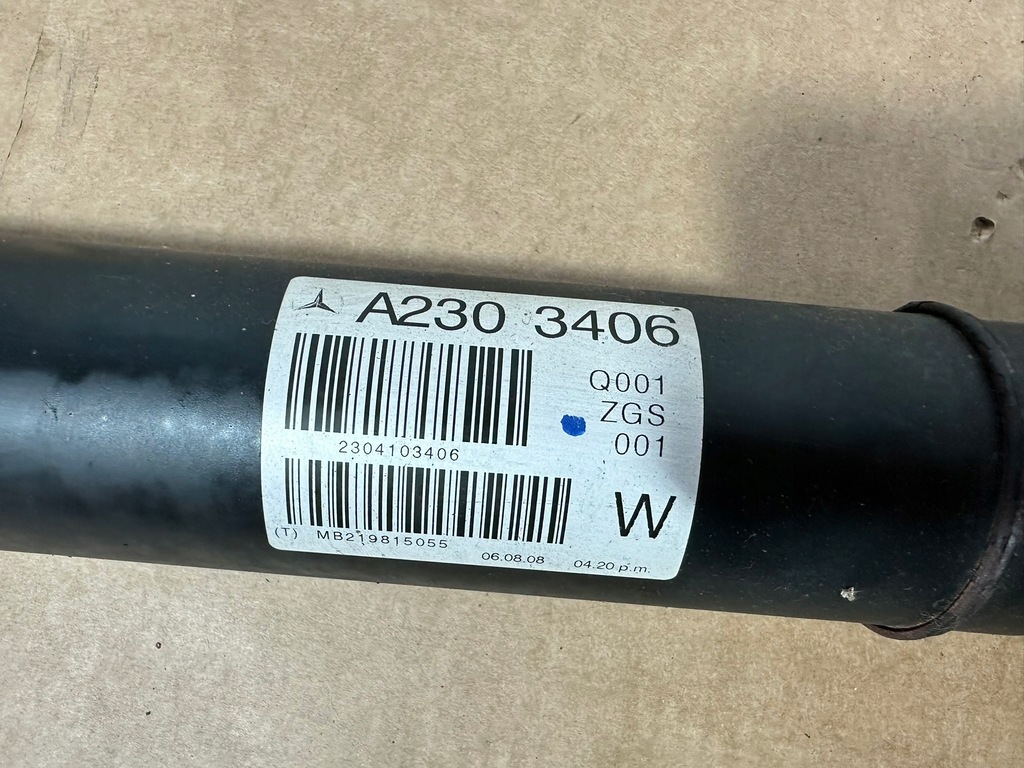 A230 3406
Q001
ZGS
001
2304103406
W
(T) MB219815055
06.08.08 04.20 p.m.